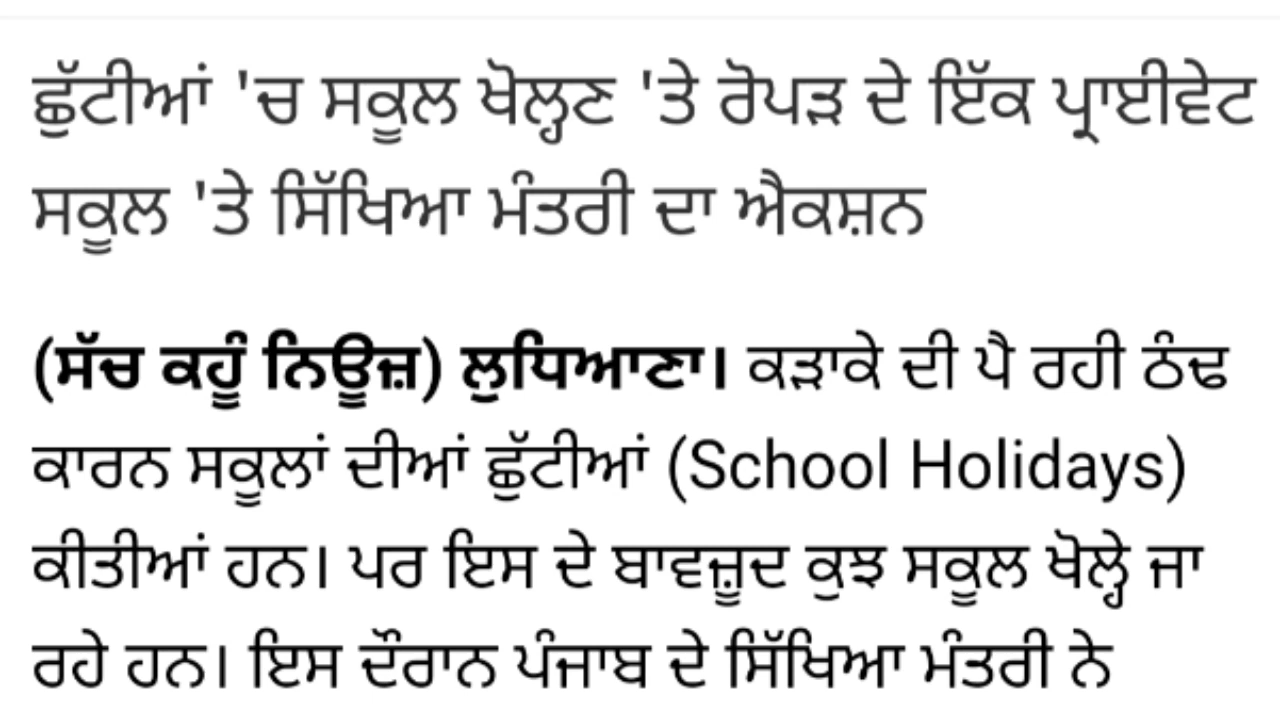 ਛੁੱਟੀਆਂ 'ਚ ਸਕੂਲ ਖੋਲ੍ਹਣ 'ਤੇ ਰੋਪੜ ਦੇ ਇੱਕ ਪ੍ਰਾਈਵੇਟ
ਸਕੂਲ 'ਤੇ ਸਿੱਖਿਆ ਮੰਤਰੀ ਦਾ ਐਕਸ਼ਨ
(ਸੱਚ ਕਹੂੰ ਨਿਊਜ਼) ਲੁਧਿਆਣਾ। ਕੜਾਕੇ ਦੀ ਪੈ ਰਹੀ ਠੰਢ
ਕਾਰਨ ਸਕੂਲਾਂ ਦੀਆਂ ਛੁੱਟੀਆਂ (School Holidays)
ਕੀਤੀਆਂ ਹਨ। ਪਰ ਇਸ ਦੇ ਬਾਵਜ਼ੂਦ ਕੁਝ ਸਕੂਲ ਖੋਲ੍ਹੇ ਜਾ
ਰਹੇ ਹਨ। ਇਸ ਦੌਰਾਨ ਪੰਜਾਬ ਦੇ ਸਿੱਖਿਆ ਮੰਤਰੀ ਨੇ